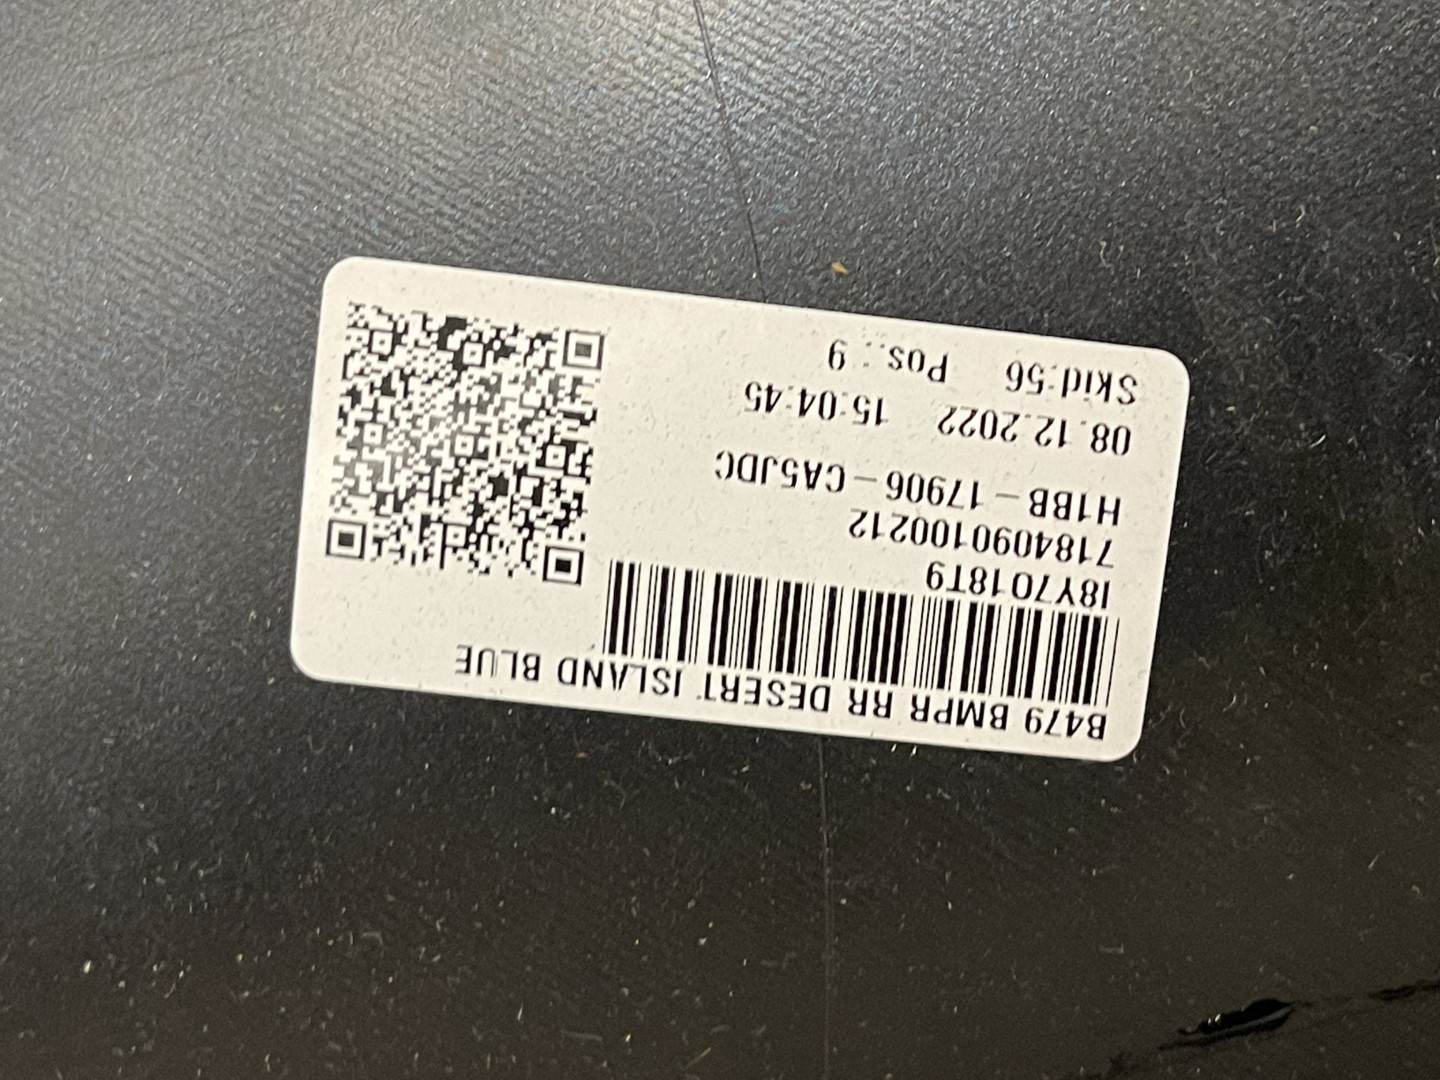 B479 BMPR RR DESERT ISLAND BLUE
I8Y7O18T9
7184090100212
H1BB-17906-CA5JDC
08.12.2022 15:04:45
Skid:56 Pos.: 9